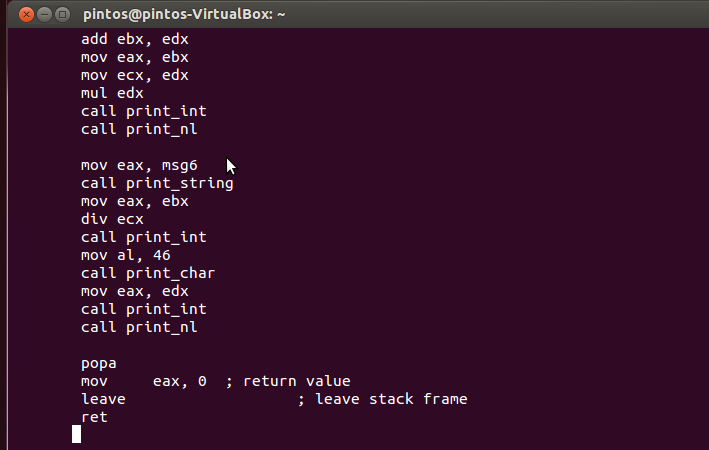 pintos@pintos-VirtualBox: ~
add ebx, edx
mov eax, ebx
mov ecx, edx
mul edx
call print_int
call print_nl
mov eax, msg6
call print_string
mov eax, ebx
div ecx
call print_int
mov al, 46
call print_char
mov eax, edx
call print_int
call print_nl
popa
mov     eax, 0  ; return value
leave                   ; leave stack frame
ret